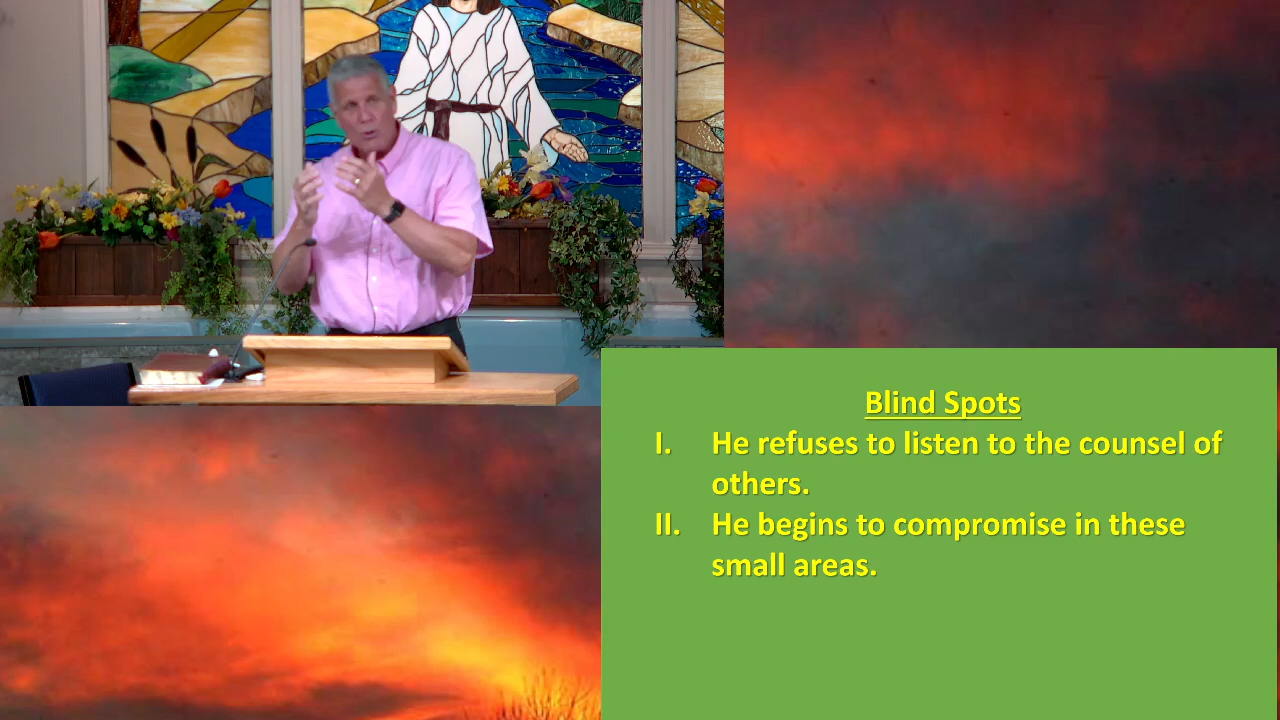 Blind Spots
I. He refuses to listen to the counsel of
others.
II. He begins to compromise in these
small areas.